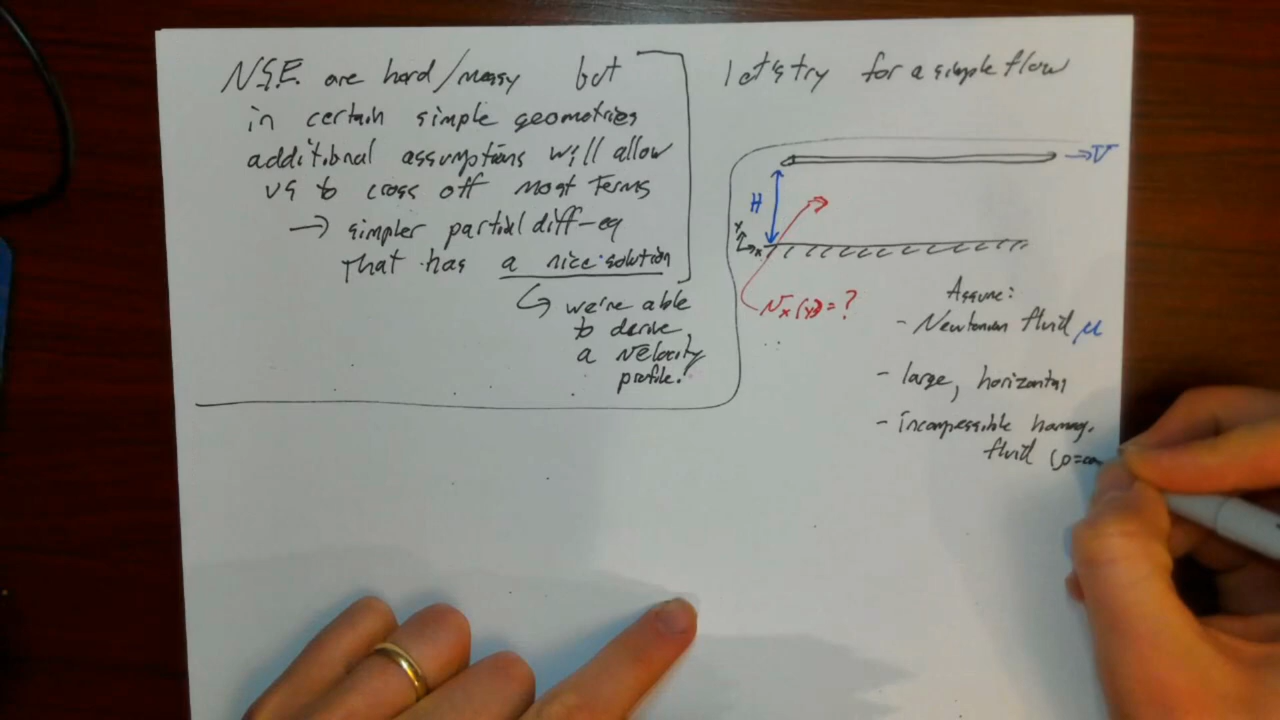 N.S.E. are hard/messy but
in certain simple geometries
additional assumptions will allow
us to cross off most terms
→ simpler partial diff-eq
that has a nice solution
↳ we're able
to derive
a velocity
profile!
let's try for a simple flow
→V
H
y
x
Vx(y)=?
Assume:
- Newtonian fluid μ
- large, horizontal
- incompressible homog.
fluid (ρ=con